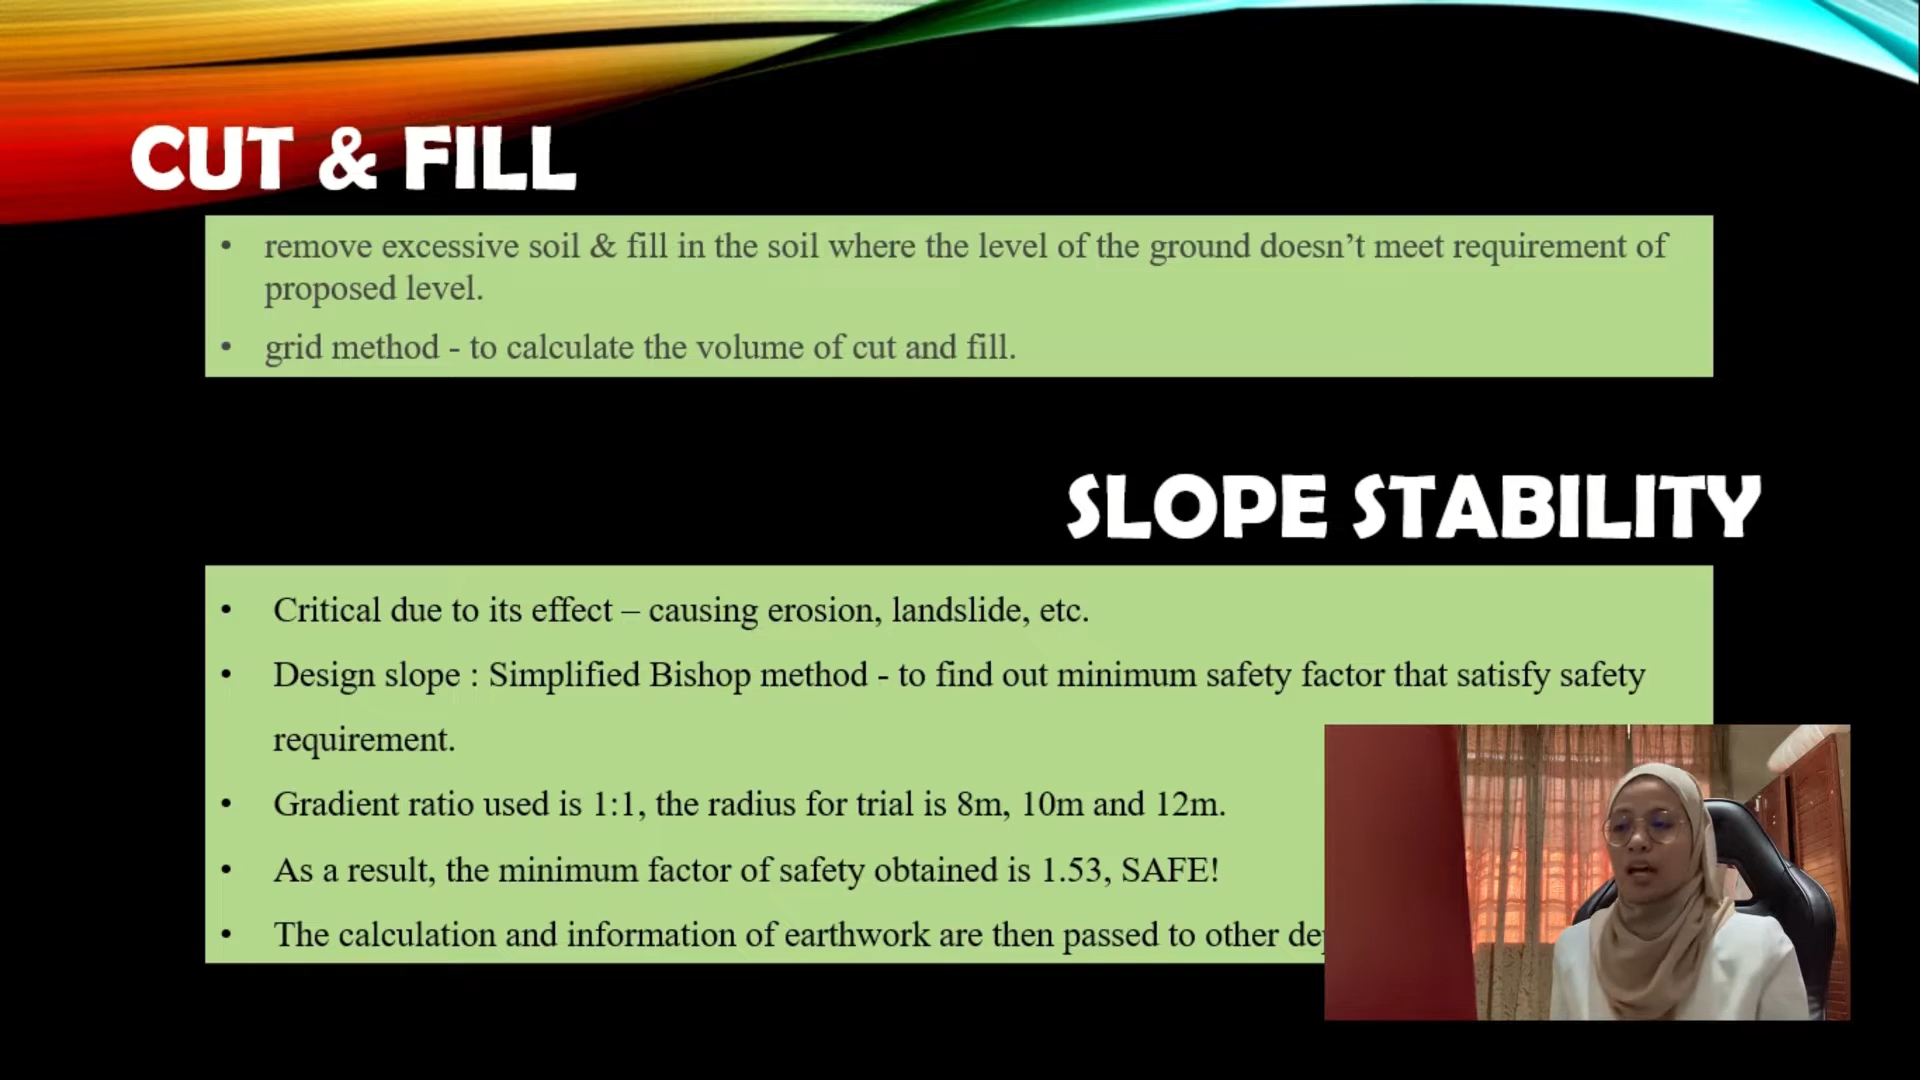 CUT & FILL
• remove excessive soil & fill in the soil where the level of the ground doesn’t meet requirement of
proposed level.
• grid method - to calculate the volume of cut and fill.
SLOPE STABILITY
• Critical due to its effect – causing erosion, landslide, etc.
• Design slope : Simplified Bishop method - to find out minimum safety factor that satisfy safety
requirement.
• Gradient ratio used is 1:1, the radius for trial is 8m, 10m and 12m.
• As a result, the minimum factor of safety obtained is 1.53, SAFE!
• The calculation and information of earthwork are then passed to other